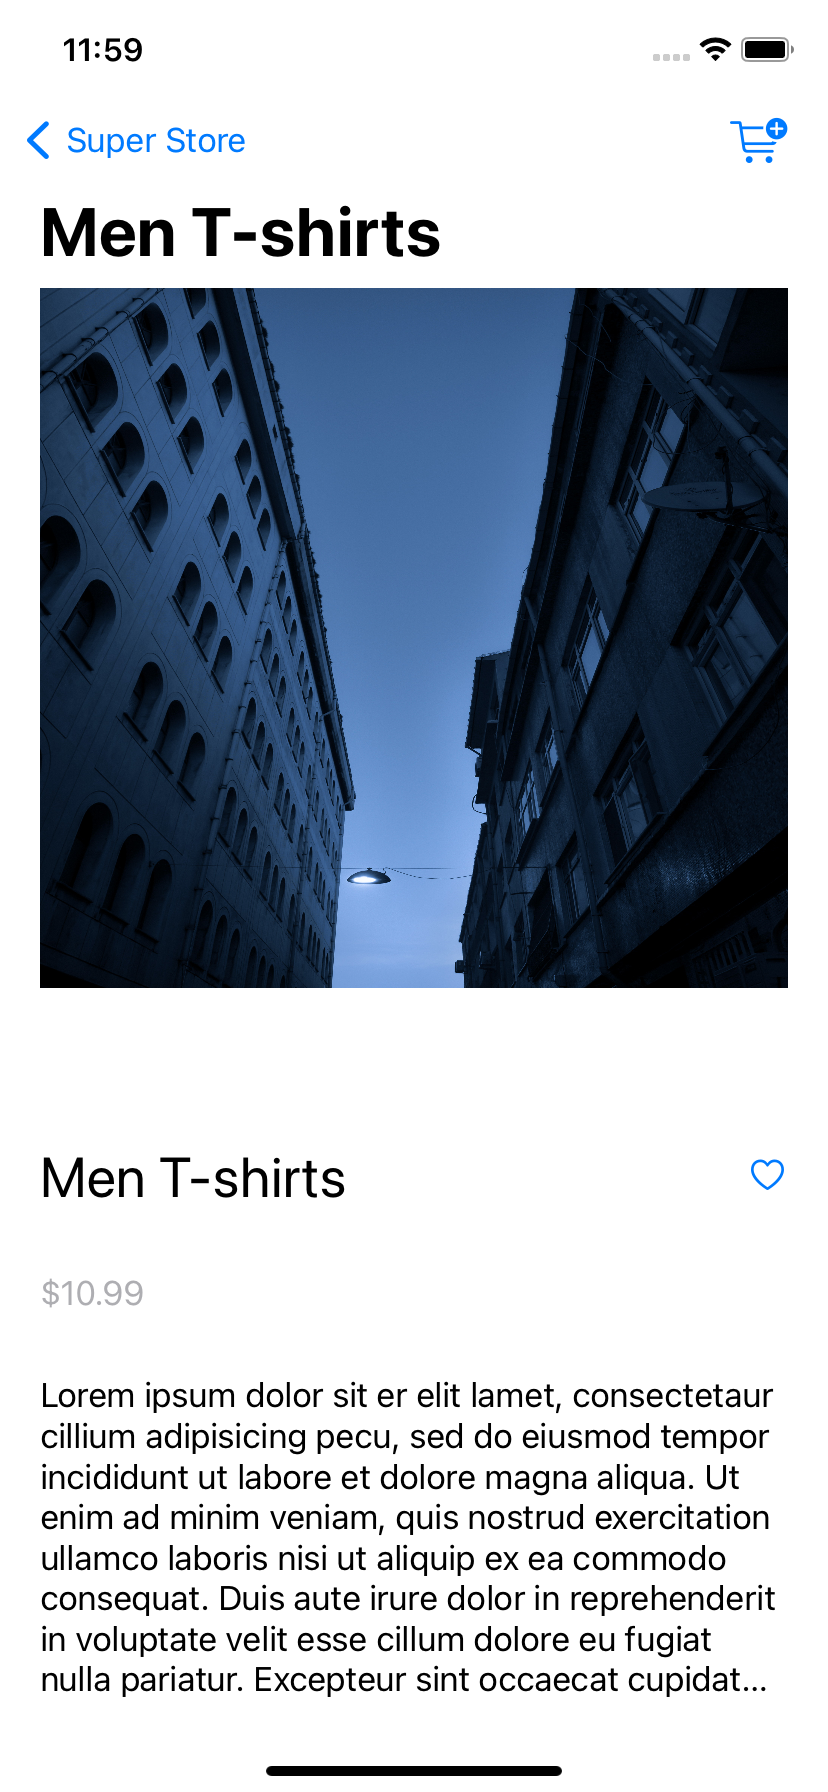 11:59
Super Store
Men T-shirts
Men T-shirts
$10.99
Lorem ipsum dolor sit er elit lamet, consectetaur
cillium adipisicing pecu, sed do eiusmod tempor
incididunt ut labore et dolore magna aliqua. Ut
enim ad minim veniam, quis nostrud exercitation
ullamco laboris nisi ut aliquip ex ea commodo
consequat. Duis aute irure dolor in reprehenderit
in voluptate velit esse cillum dolore eu fugiat
nulla pariatur. Excepteur sint occaecat cupidat...